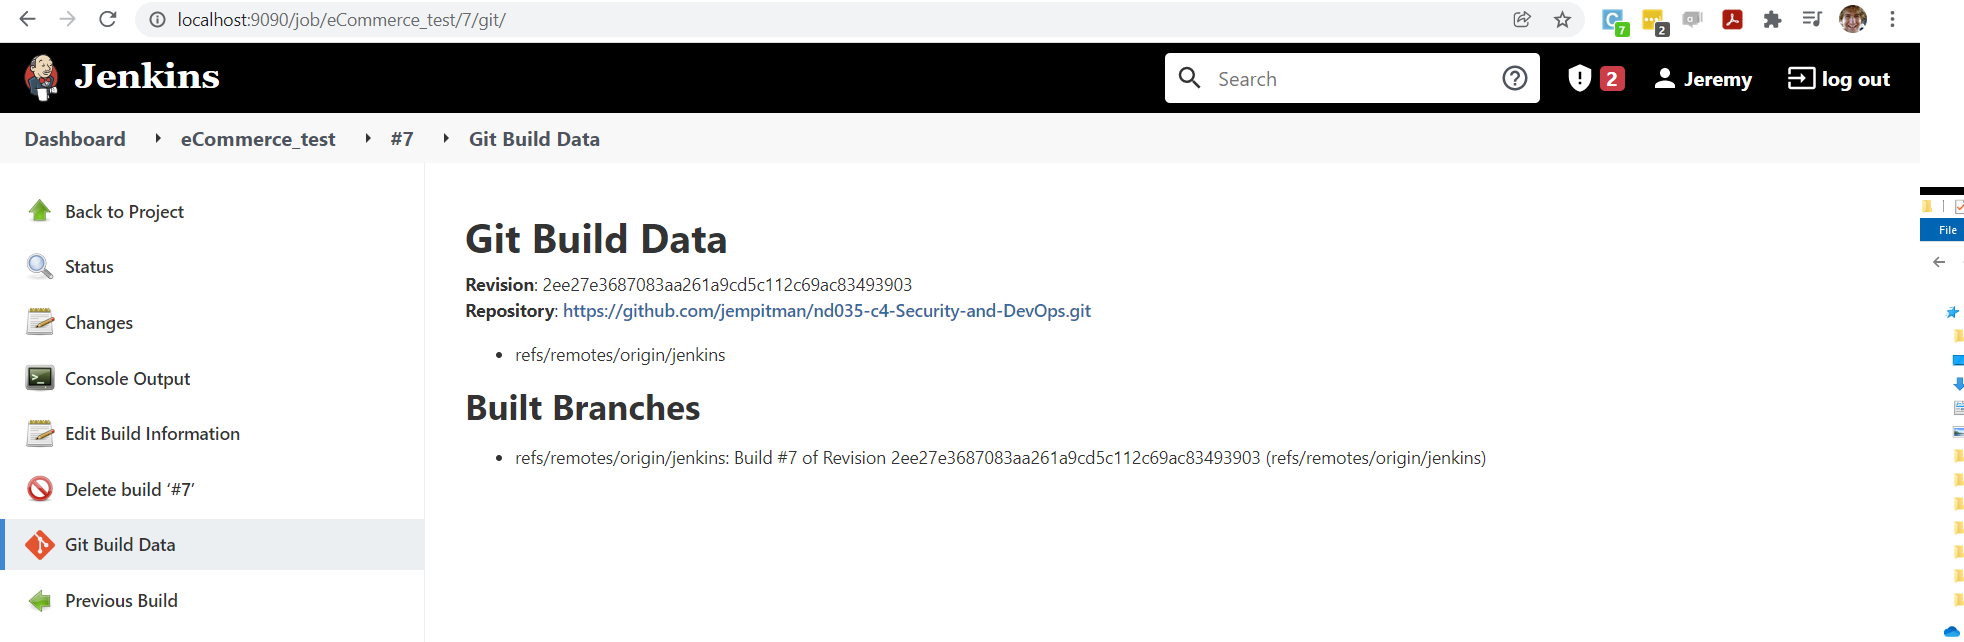 localhost:9090/job/eCommerce_test/7/git/
7
2
Jenkins
Search
2
Jeremy
log out
Dashboard
eCommerce_test
#7
Git Build Data
Back to Project
Status
Changes
Console Output
Edit Build Information
Delete build ‘#7’
Git Build Data
Previous Build
Git Build Data
Revision: 2ee27e3687083aa261a9cd5c112c69ac83493903
Repository: https://github.com/jempitman/nd035-c4-Security-and-DevOps.git
• refs/remotes/origin/jenkins
Built Branches
• refs/remotes/origin/jenkins: Build #7 of Revision 2ee27e3687083aa261a9cd5c112c69ac83493903 (refs/remotes/origin/jenkins)
File